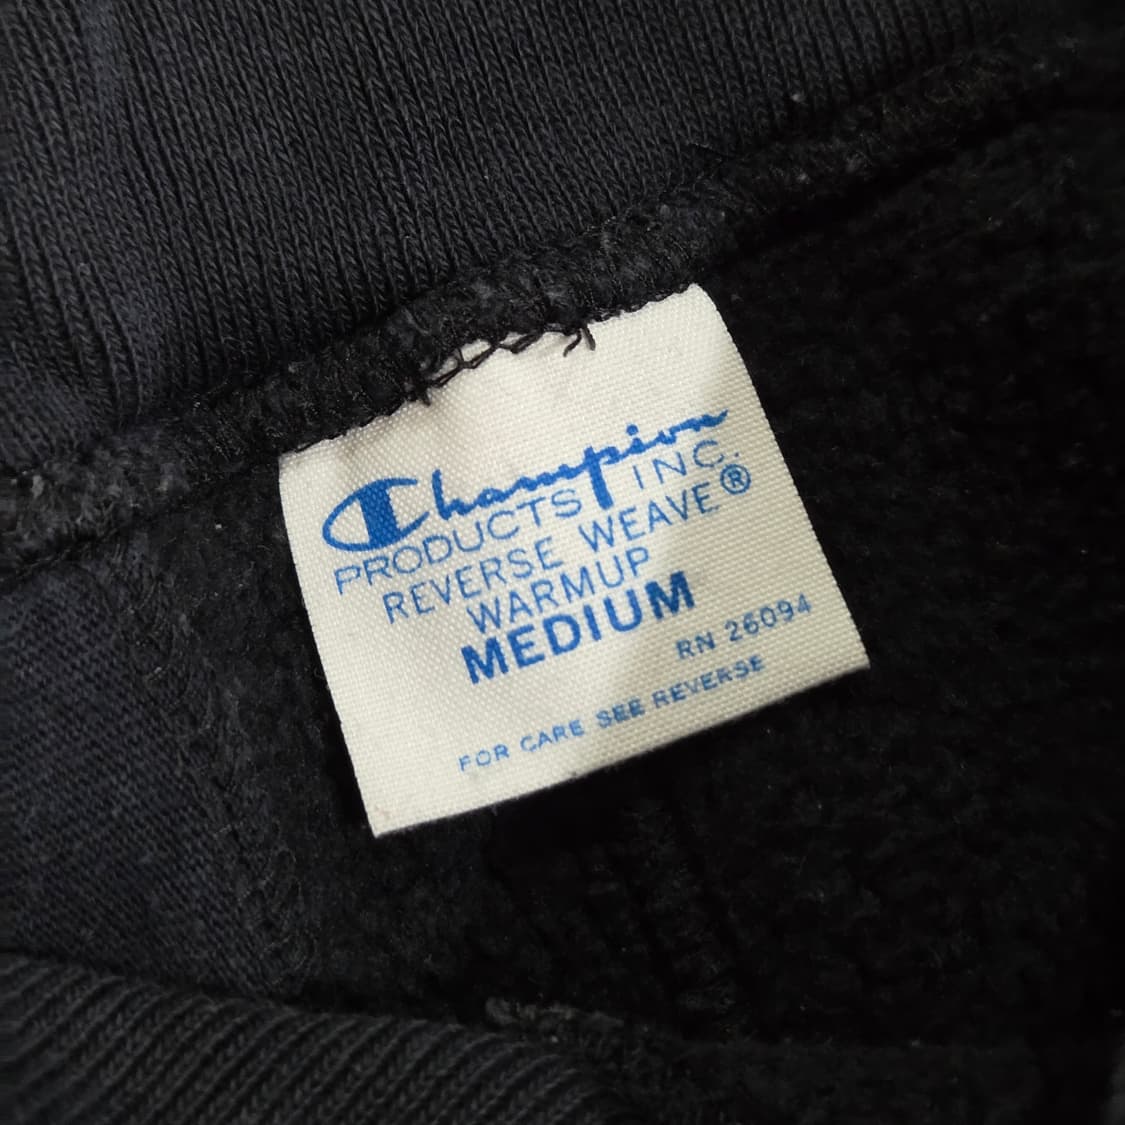 Champion
PRODUCTS INC.
REVERSE WEAVE®
WARMUP
MEDIUM
RN 26094
FOR CARE SEE REVERSE